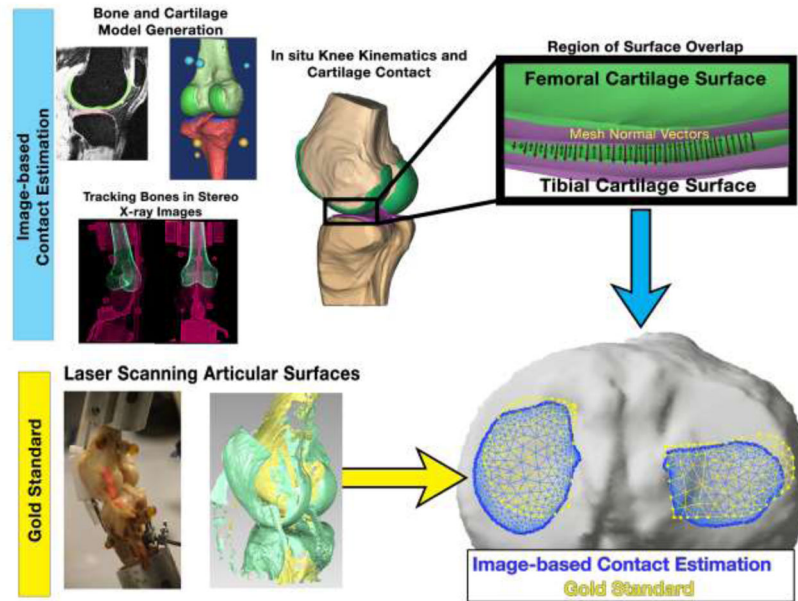 Bone and Cartilage
Model Generation
In situ Knee Kinematics and
Cartilage Contact
Region of Surface Overlap
Femoral Cartilage Surface
Mesh Normal Vectors
Tibial Cartilage Surface
Image-based
Contact Estimation
Tracking Bones in Stereo
X-ray Images
Laser Scanning Articular Surfaces
Gold Standard
Image-based Contact Estimation
Gold Standard